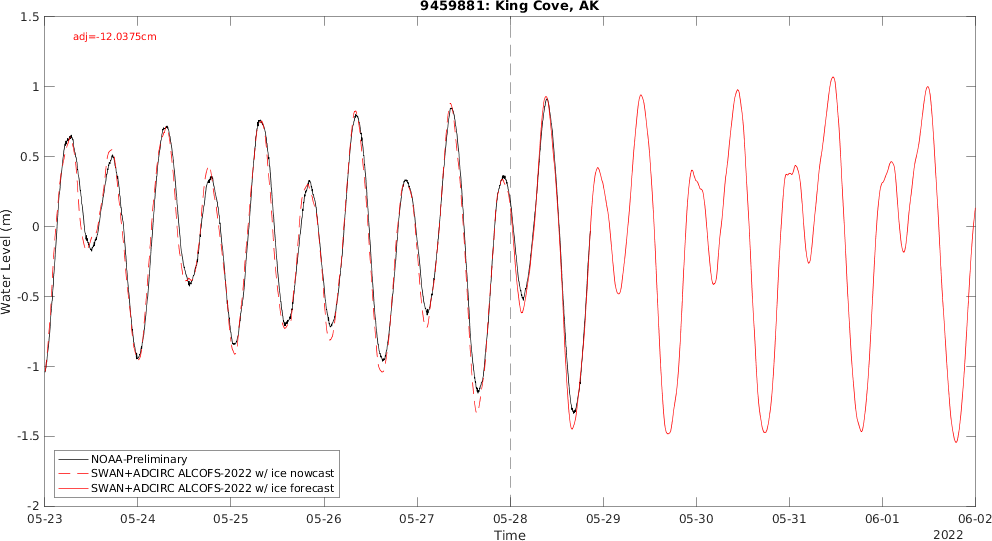 9459881: King Cove, AK
adj=-12.0375cm
1.5
1
0.5
0
-0.5
-1
-1.5
-2
Water Level (m)
NOAA-Preliminary
SWAN+ADCIRC ALCOFS-2022 w/ ice nowcast
SWAN+ADCIRC ALCOFS-2022 w/ ice forecast
05-23 05-24 05-25 05-26 05-27 05-28 05-29 05-30 05-31 06-01 06-02
Time
2022